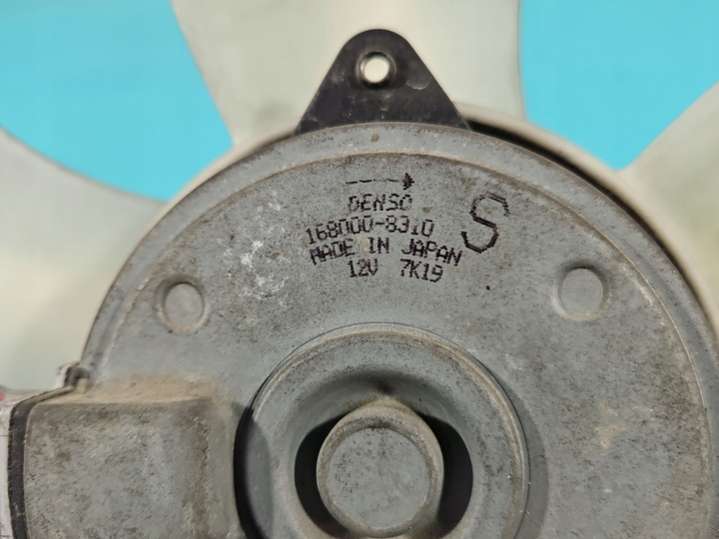 DENSO
168000-8310
S
MADE IN JAPAN
12V 7K19